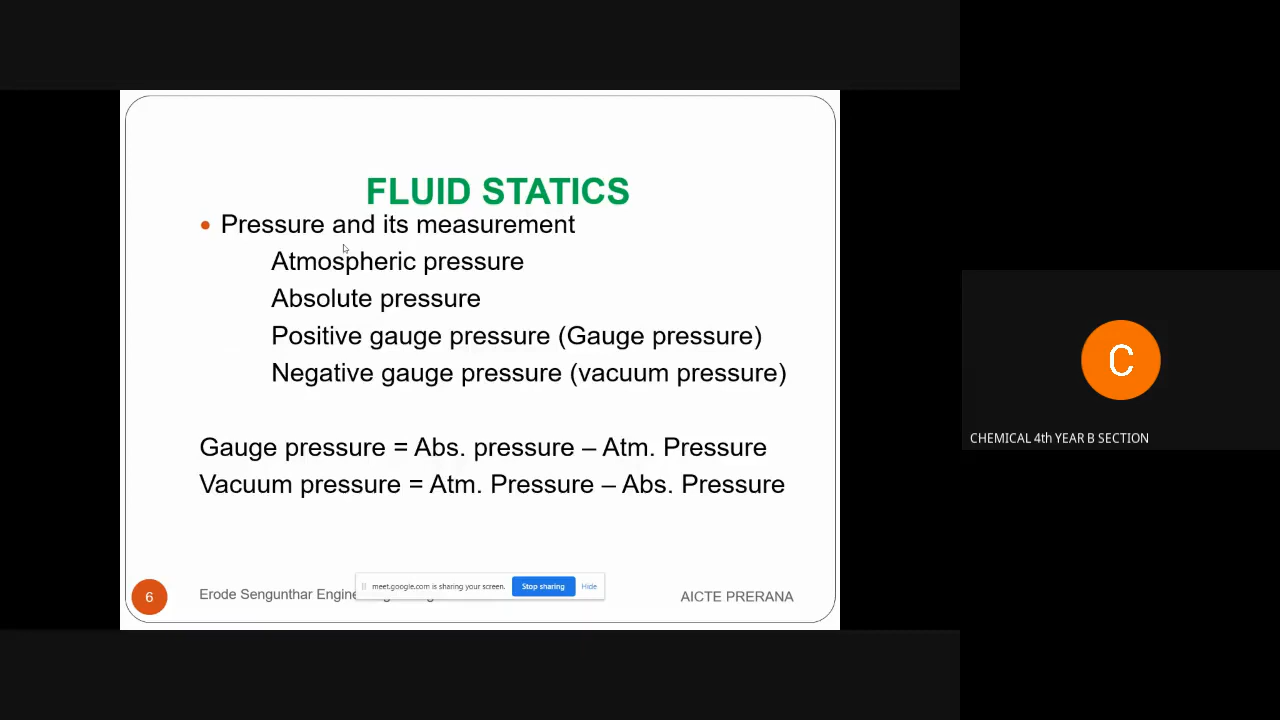 FLUID STATICS
• Pressure and its measurement
Atmospheric pressure
Absolute pressure
Positive gauge pressure (Gauge pressure)
Negative gauge pressure (vacuum pressure)
Gauge pressure = Abs. pressure – Atm. Pressure
Vacuum pressure = Atm. Pressure – Abs. Pressure
6
Erode Sengunthar
meet.google.com is sharing your screen. Stop sharing Hide
AICTE PRERANA
C
CHEMICAL 4th YEAR B SECTION